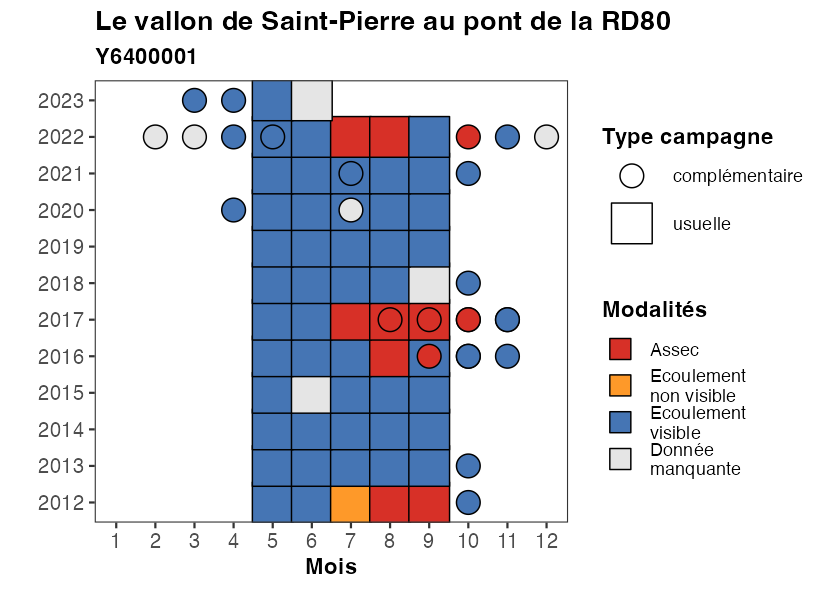 Le vallon de Saint-Pierre au pont de la RD80
Y6400001
2023
2022
2021
2020
2019
2018
2017
2016
2015
2014
2013
2012
1 2 3 4 5 6 7 8 9 10 11 12
Mois
Type campagne
complémentaire
usuelle
Modalités
Assec
Ecoulement
non visible
Ecoulement
visible
Donnée
manquante